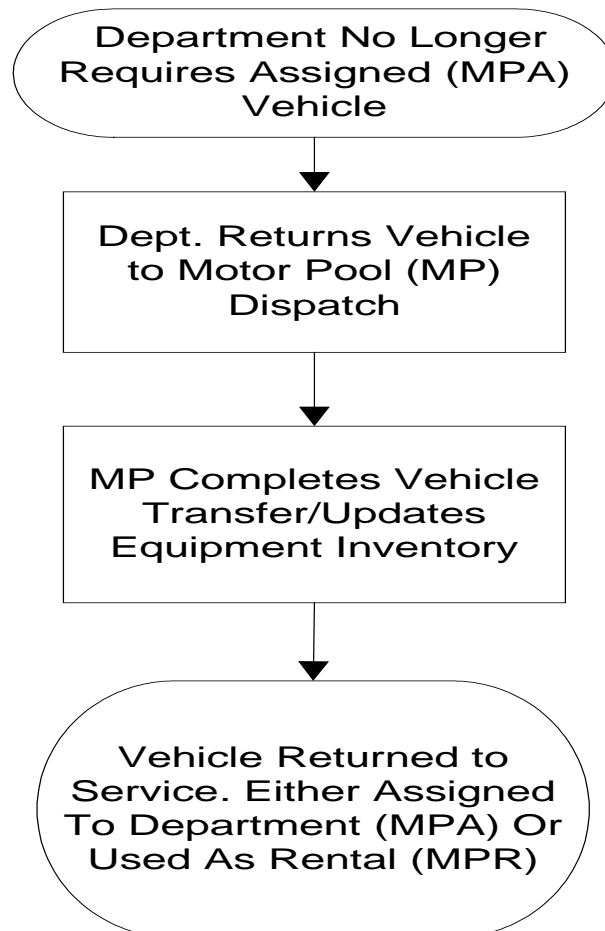 Department No Longer
Requires Assigned (MPA)
Vehicle
Dept. Returns Vehicle
to Motor Pool (MP)
Dispatch
MP Completes Vehicle
Transfer/Updates
Equipment Inventory
Vehicle Returned to
Service. Either Assigned
To Department (MPA) Or
Used As Rental (MPR)